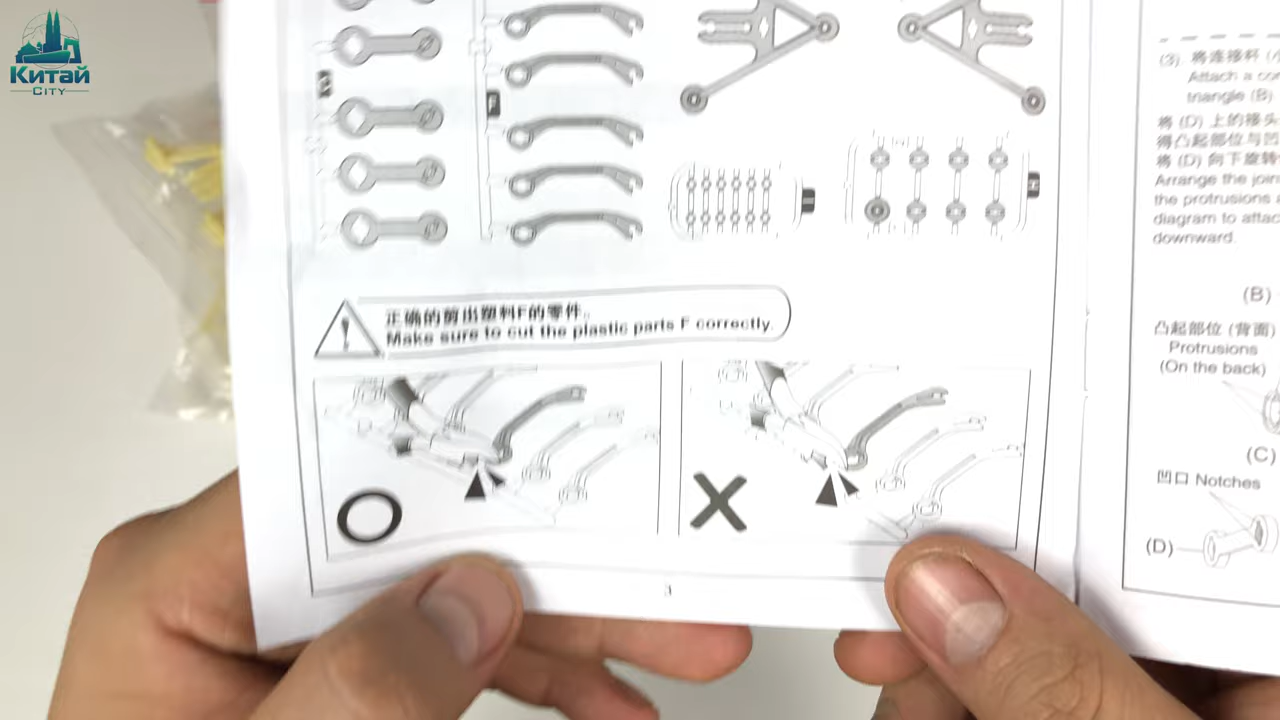 Китай
CITY
F
H
正确的剪出塑料F的零件。
Make sure to cut the plastic parts F correctly.
3
(3). 将连接杆
Attach a
triangle (B)
将 (D) 上的接头
得凸起部位与凹
将 (D) 向下旋转
Arrange the
the protrusions
diagram to
downward.
(B)
凸起部位 (背面)
Protrusions
(On the back)
(C)
凹口 Notches
(D)